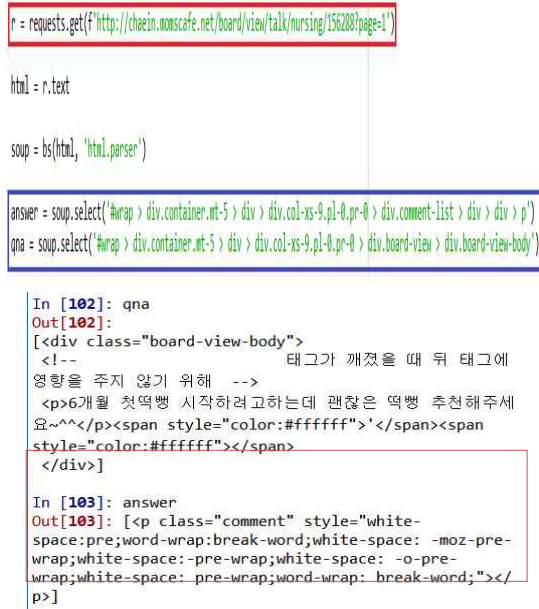 r = requests.get(f'http://chaein.momscafe.net/board/view/talk/nursing/156288?page=1')
html = r.text
soup = bs(html, 'html.parser')
answer = soup.select('#wrap > div.container.mt-5 > div > div.col-xs-9.pl-0.pr-0 > div.comment-list > div > div > p')
qna = soup.select('#wrap > div.container.mt-5 > div > div.col-xs-9.pl-0.pr-0 > div.board-view > div.board-view-body')
In [102]: qna
Out[102]:
[<div class="board-view-body">
<!-- 태그가 깨졌을 때 뒤 태그에
영향을 주지 않기 위해 -->
<p>6개월 첫떡뻥 시작하려고하는데 괜찮은 떡뻥 추천해주세
요~^^</p><span style="color:#ffffff">'</span><span
style="color:#ffffff"></span>
</div>]
In [103]: answer
Out[103]: [<p class="comment" style="white-
space:pre;word-wrap:break-word;white-space: -moz-pre-
wrap;white-space:-pre-wrap;white-space: -o-pre-
wrap;white-space: pre-wrap;word-wrap: break-word;"></
p>]